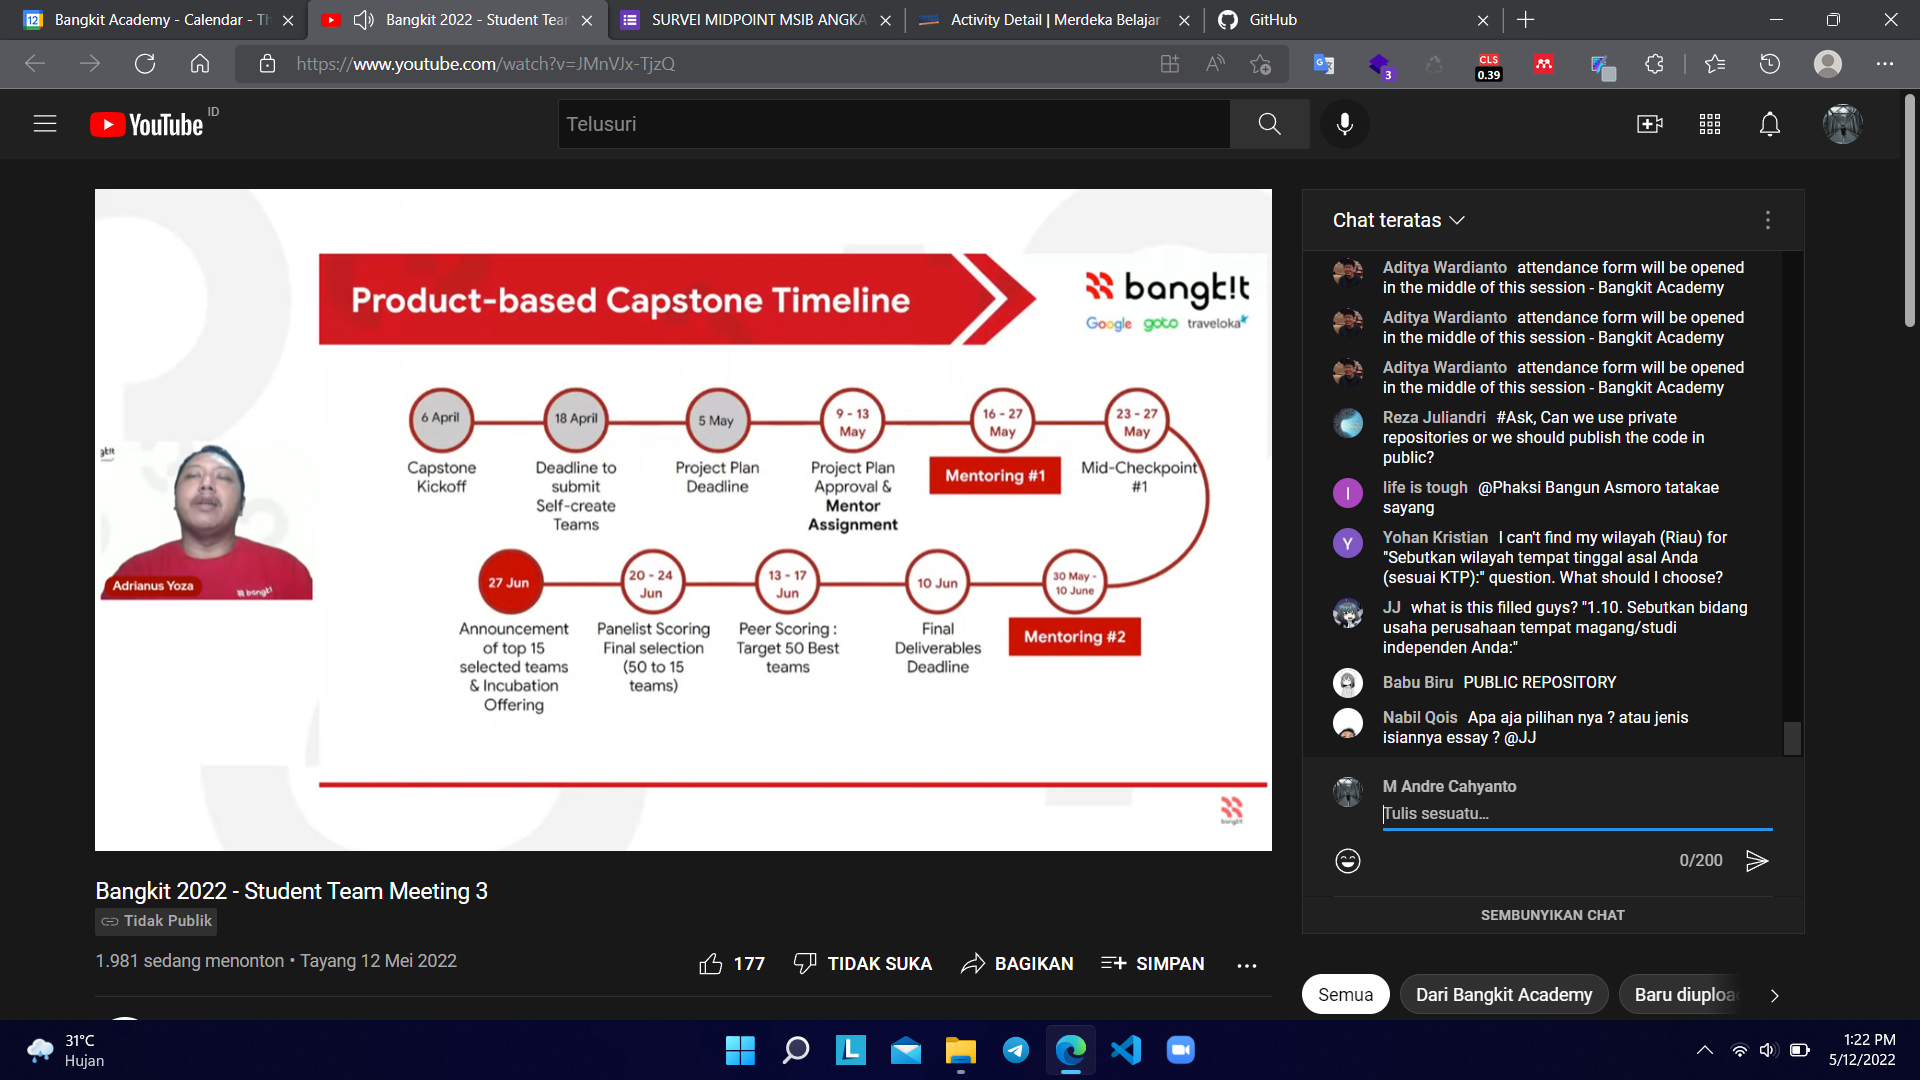 Bangkit Academy - Calendar - Th
Bangkit 2022 - Student Tean
SURVEI MIDPOINT MSIB ANGKA
Activity Detail | Merdeka Belajar
GitHub
https://www.youtube.com/watch?v=JMnVJx-TjzQ
3
CLS
0.39
YouTube
ID
Telusuri
Product-based Capstone Timeline
bangk!t
Google goto traveloka
6 April
18 April
5 May
9 - 13
May
16 - 27
May
23 - 27
May
Capstone
Kickoff
Deadline to
submit
Self-create
Teams
Project Plan
Deadline
Project Plan
Approval &
Mentor
Assignment
Mentoring #1
Mid-Checkpoint
#1
27 Jun
20 - 24
Jun
13 - 17
Jun
10 Jun
30 May -
10 June
Announcement
of top 15
selected teams
& Incubation
Offering
Panelist Scoring
Final selection
(50 to 15
teams)
Peer Scoring :
Target 50 Best
teams
Final
Deliverables
Deadline
Mentoring #2
Adrianus Yoza
bangk!t
bangk!t
Chat teratas
Aditya Wardianto attendance form will be opened
in the middle of this session - Bangkit Academy
Aditya Wardianto attendance form will be opened
in the middle of this session - Bangkit Academy
Aditya Wardianto attendance form will be opened
in the middle of this session - Bangkit Academy
Reza Juliandri #Ask, Can we use private
repositories or we should publish the code in
public?
I
life is tough @Phaksi Bangun Asmoro tatakae
sayang
Y
Yohan Kristian I can't find my wilayah (Riau) for
"Sebutkan wilayah tempat tinggal asal Anda
(sesuai KTP):" question. What should I choose?
JJ what is this filled guys? "1.10. Sebutkan bidang
usaha perusahaan tempat magang/studi
independen Anda:"
Babu Biru PUBLIC REPOSITORY
Nabil Qois Apa aja pilihan nya ? atau jenis
isiannya essay ? @JJ
M Andre Cahyanto
Tulis sesuatu...
0/200
SEMBUNYIKAN CHAT
Bangkit 2022 - Student Team Meeting 3
Tidak Publik
1.981 sedang menonton • Tayang 12 Mei 2022
177
TIDAK SUKA
BAGIKAN
SIMPAN
Semua
Dari Bangkit Academy
Baru diuploa
31°C
Hujan
1:22 PM
5/12/2022